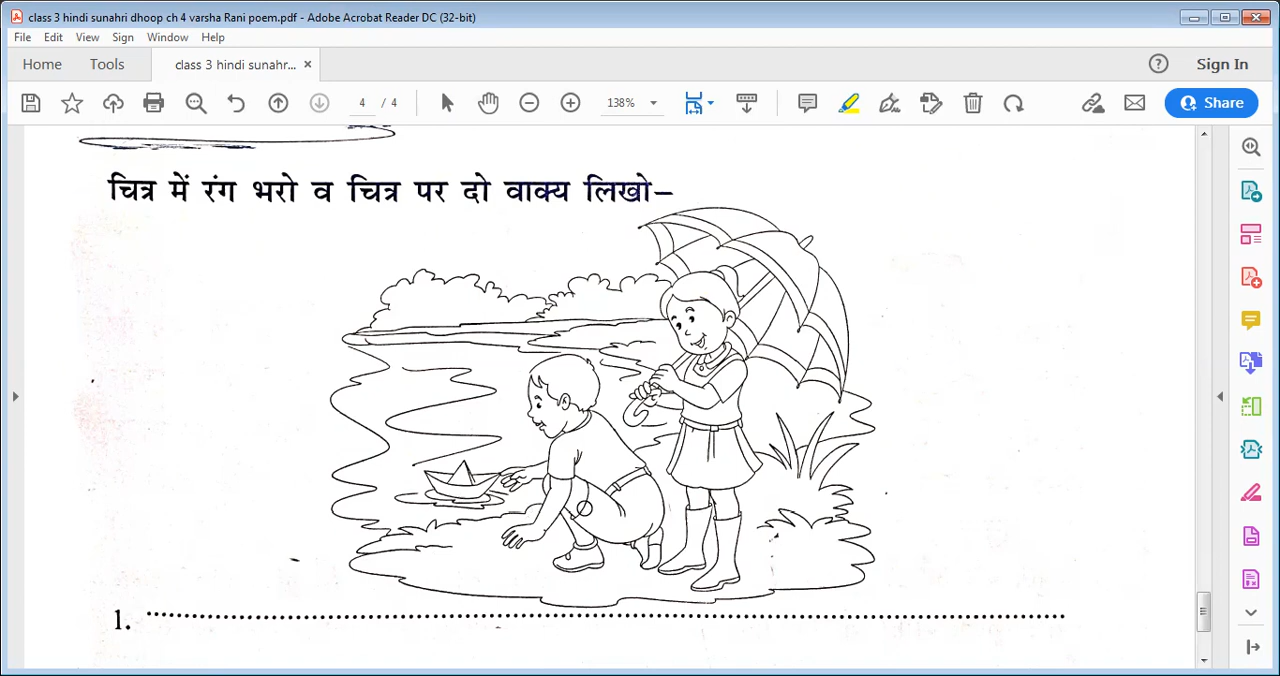 class 3 hindi sunahri dhoop ch 4 varsha Rani poem.pdf - Adobe Acrobat Reader DC (32-bit)
File Edit View Sign Window Help
Home Tools class 3 hindi sunahr... ×
4 / 4 138% Share
Sign In
चित्र में रंग भरो व चित्र पर दो वाक्य लिखो–
1. ........................................................................